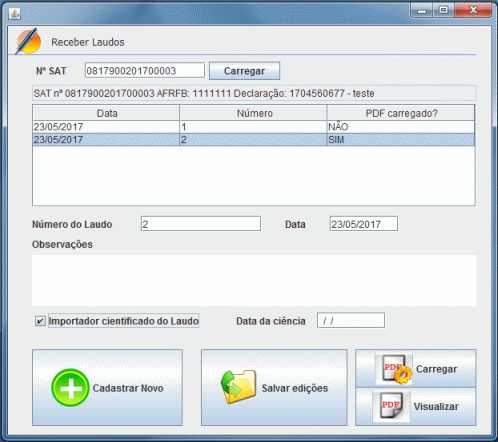 Receber Laudos
Nº SAT 0817900201700003 Carregar
SAT nº 0817900201700003 AFRFB: 1111111 Declaração: 1704560677 - teste
Data Número PDF carregado?
23/05/2017 1 NÃO
23/05/2017 2 SIM
Número do Laudo 2 Data 23/05/2017
Observações
Importador cientificado do Laudo Data da ciência / /
Cadastrar Novo Salvar edições PDF Carregar
PDF Visualizar